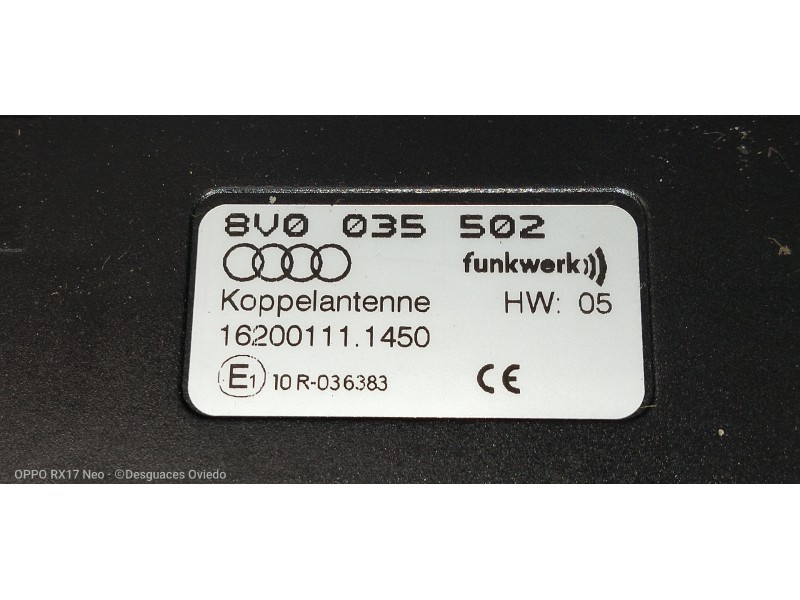 8V0 035 502
funkwerk
Koppelantenne HW: 05
16200111.1450
E1 10 R-036383 CE
OPPO RX17 Neo - ©Desguaces Oviedo